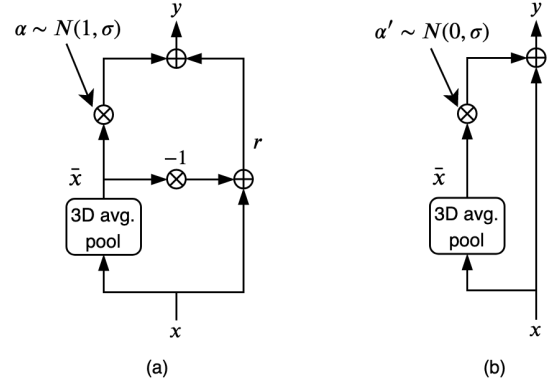 y
α ∼ N(1, σ)
r
−1
x̄
3D avg.
pool
x
(a)
y
α′ ∼ N(0, σ)
x̄
3D avg.
pool
x
(b)